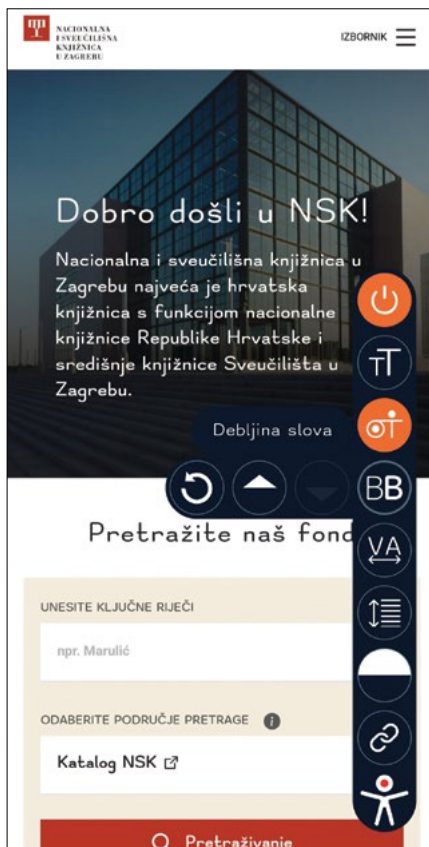 NACIONALNA
I SVEUČILIŠNA
KNJIŽNICA
U ZAGREBU
IZBORNIK
Dobro došli u NSK!
Nacionalna i sveučilišna knjižnica u
Zagrebu najveća je hrvatska
knjižnica s funkcijom nacionalne
knjižnice Republike Hrvatske i
središnje knjižnice Sveučilišta u
Zagrebu.
TT
Debljina slova
BB
Pretražite naš fond
VA
UNESITE KLJUČNE RIJEČI
npr. Marulić
ODABERITE PODRUČJE PRETRAGE i
Katalog NSK
Pretraživanje